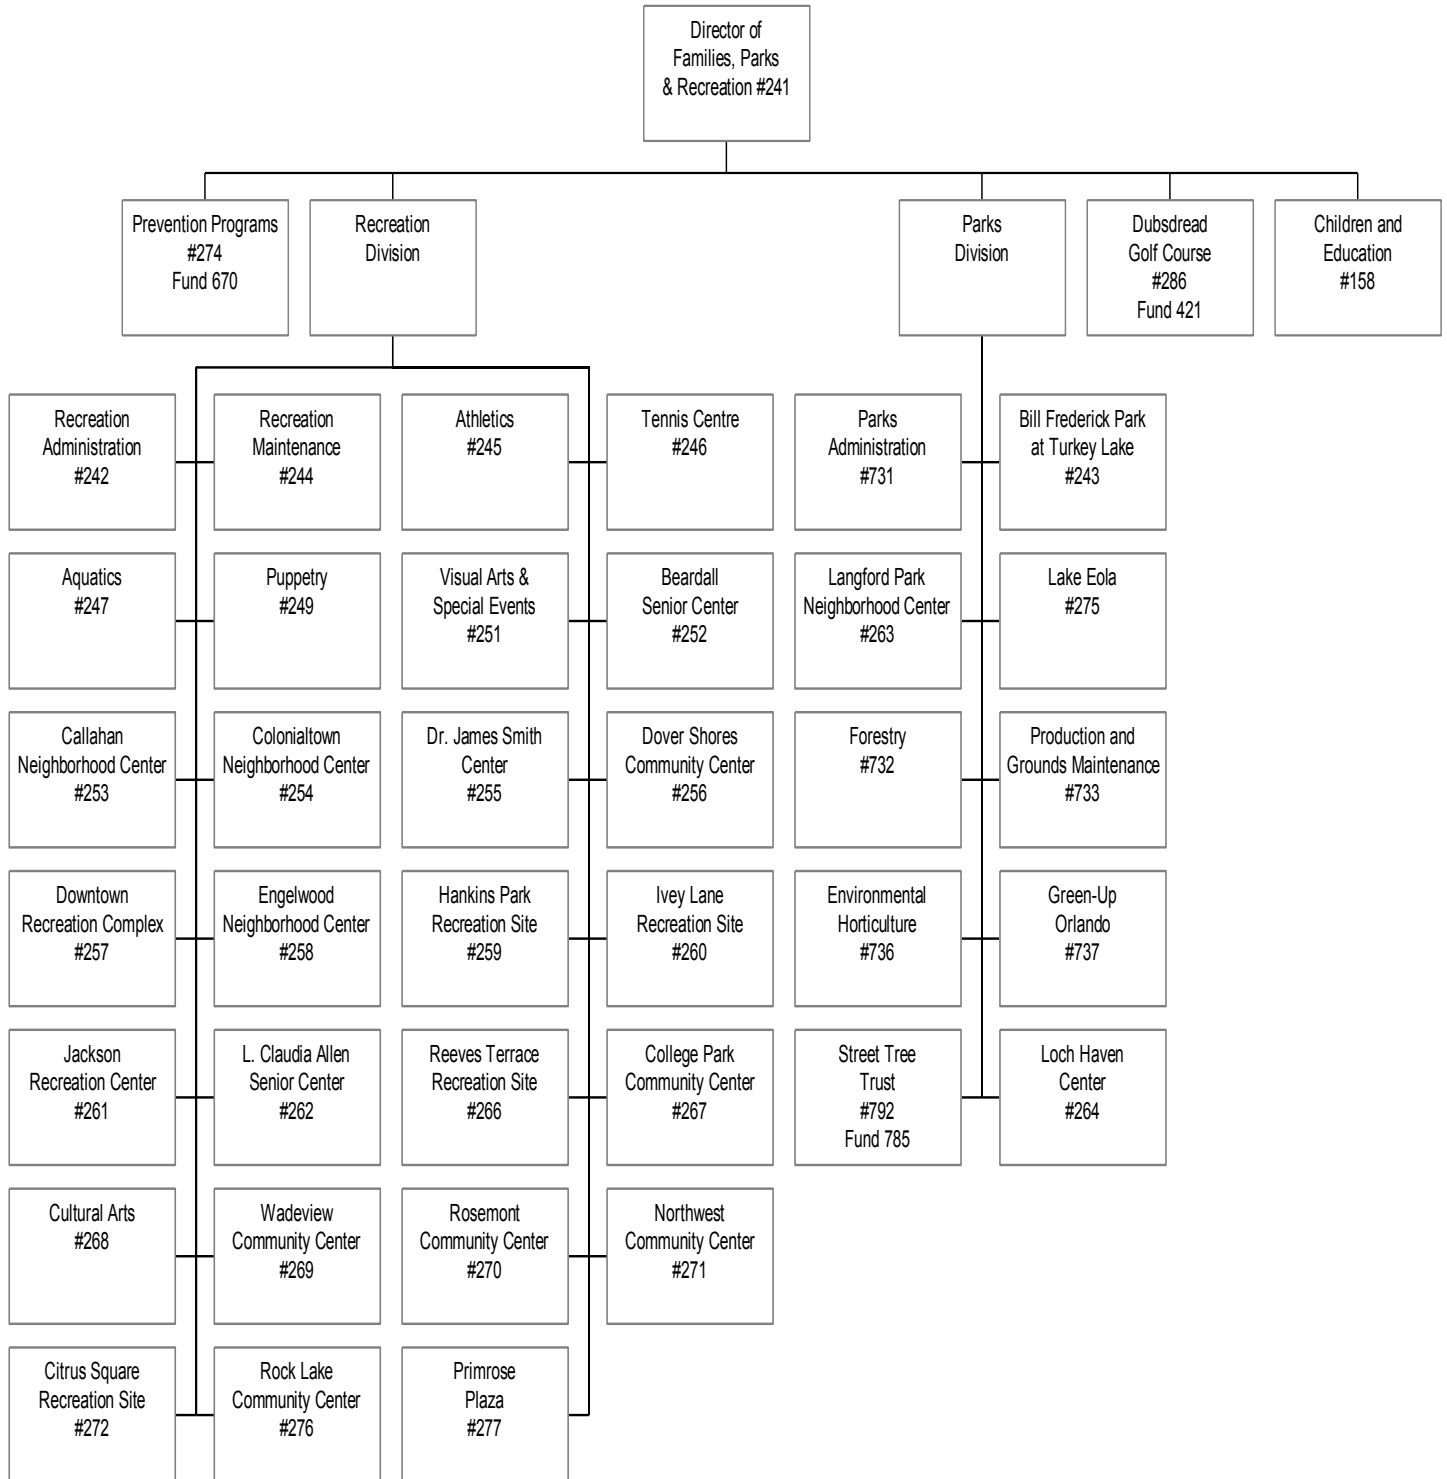 Director of
Families, Parks
& Recreation #241
Prevention Programs
#274
Fund 670
Recreation
Division
Parks
Division
Dubsdread
Golf Course
#286
Fund 421
Children and
Education
#158
Recreation
Administration
#242
Recreation
Maintenance
#244
Athletics
#245
Tennis Centre
#246
Parks
Administration
#731
Bill Frederick Park
at Turkey Lake
#243
Aquatics
#247
Puppetry
#249
Visual Arts &
Special Events
#251
Beardall
Senior Center
#252
Langford Park
Neighborhood Center
#263
Lake Eola
#275
Callahan
Neighborhood Center
#253
Colonialtown
Neighborhood Center
#254
Dr. James Smith
Center
#255
Dover Shores
Community Center
#256
Forestry
#732
Production and
Grounds Maintenance
#733
Downtown
Recreation Complex
#257
Engelwood
Neighborhood Center
#258
Hankins Park
Recreation Site
#259
Ivey Lane
Recreation Site
#260
Environmental
Horticulture
#736
Green-Up
Orlando
#737
Jackson
Recreation Center
#261
L. Claudia Allen
Senior Center
#262
Reeves Terrace
Recreation Site
#266
College Park
Community Center
#267
Street Tree
Trust
#792
Fund 785
Loch Haven
Center
#264
Cultural Arts
#268
Wadeview
Community Center
#269
Rosemont
Community Center
#270
Northwest
Community Center
#271
Citrus Square
Recreation Site
#272
Rock Lake
Community Center
#276
Primrose
Plaza
#277